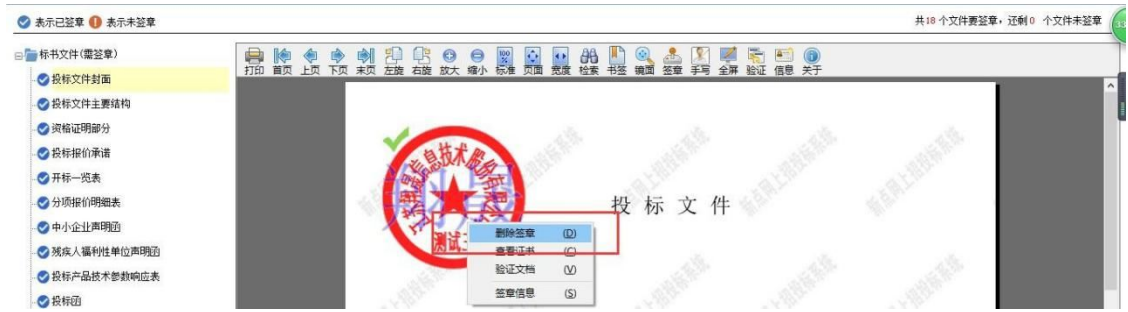 表示已签章 表示未签章
共18 个文件要签章，还剩0 个文件未签章
标书文件(需签章)
投标文件封面
投标文件主要结构
资格证明部分
投标报价承诺
开标一览表
分项报价明细表
中小企业声明函
残疾人福利性单位声明函
投标产品技术参数响应表
投标函
打印 首页 上页 下页 末页 左旋 右旋 放大 缩小 标准 页面 宽度 检索 书签 镜面 签章 手写 全屏 验证 信息 关于
投标文件
删除签章 (D)
查看证书 (C)
验证文档 (V)
签章信息 (S)